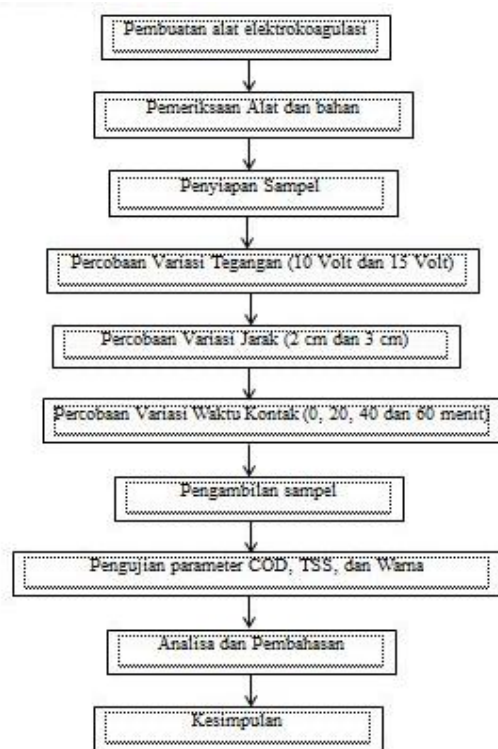 Pembuatan alat elektrokoagulasi
Pemeriksaan Alat dan bahan
Penyiapan Sampel
Percobaan Variasi Tegangan (10 Volt dan 15 Volt)
Percobaan Variasi Jarak (2 cm dan 3 cm)
Percobaan Variasi Waktu Kontak (0, 20, 40 dan 60 menit)
Pengambilan sampel
Pengujian parameter COD, TSS, dan Warna
Analisa dan Pembahasan
Kesimpulan